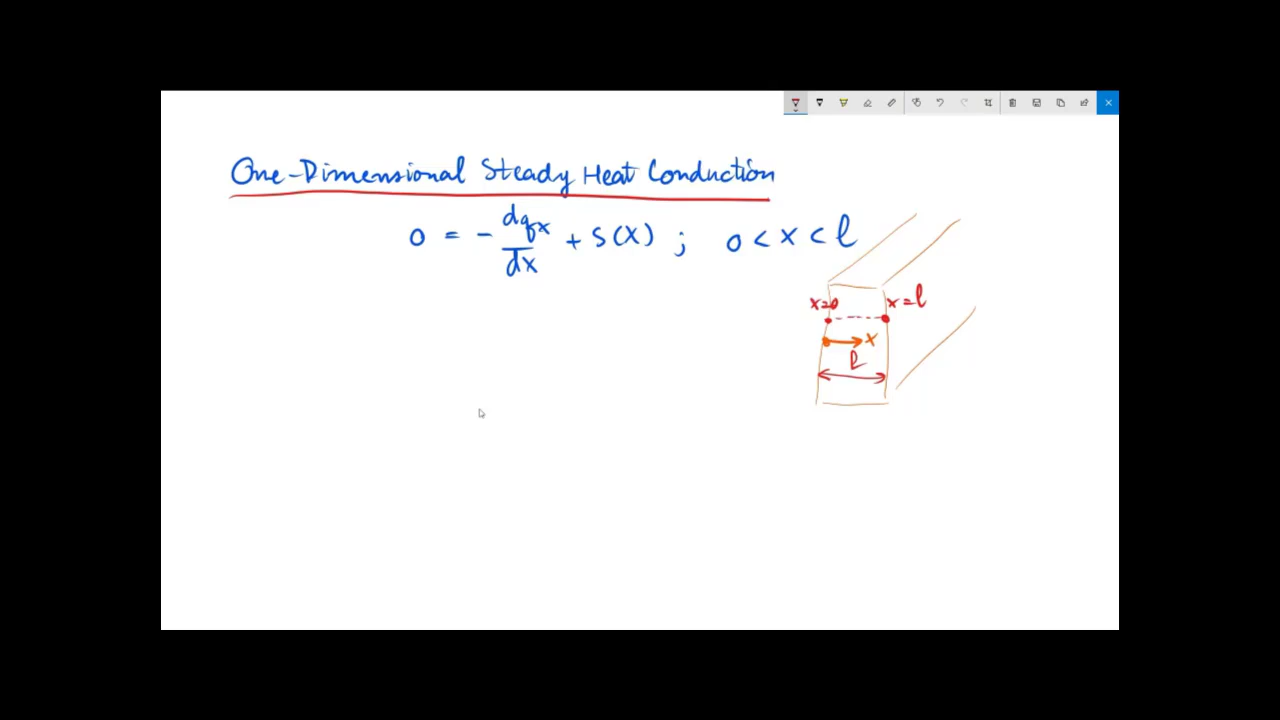 One-Dimensional Steady Heat Conduction
0 = - dqx/dx + S(x) ; 0 < x < l
x=0 x=l
x
l